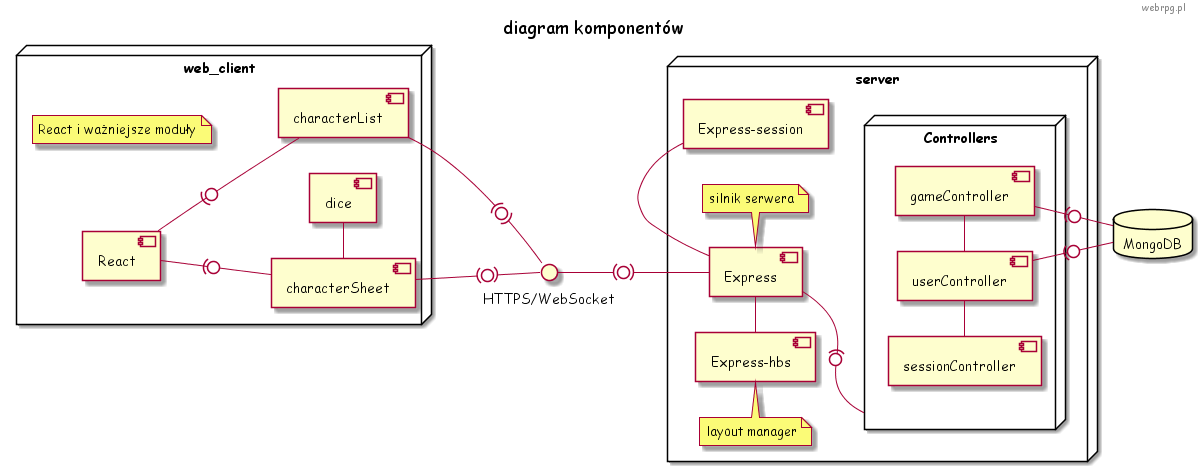 webrpg.pl
diagram komponentów
web_client
React i ważniejsze moduły
characterList
dice
React
characterSheet
HTTPS/WebSocket
server
Express-session
silnik serwera
Express
Express-hbs
layout manager
Controllers
gameController
userController
sessionController
MongoDB